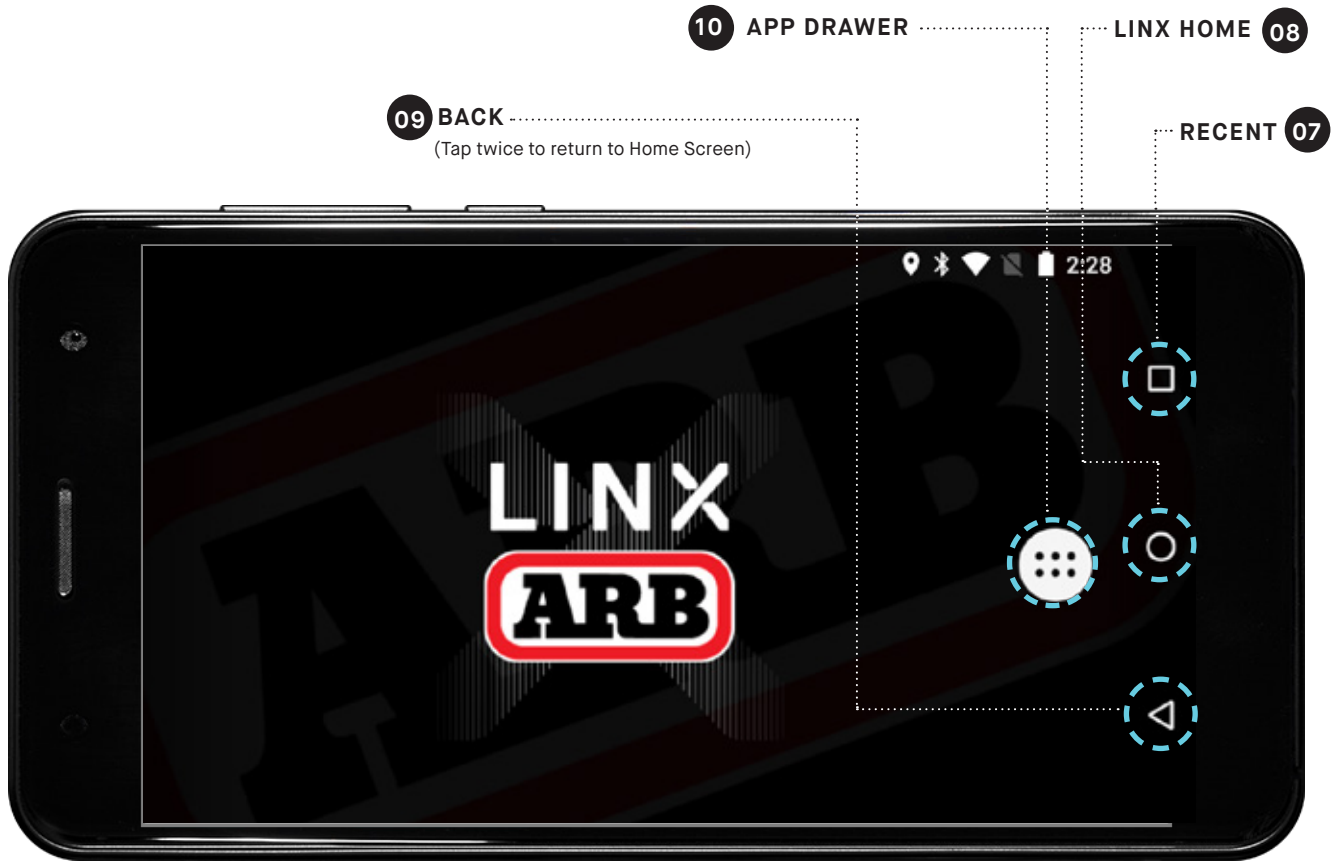 10 APP DRAWER
LINX HOME 08
09 BACK
(Tap twice to return to Home Screen)
RECENT 07
2:28
ARB
LINX
ARB